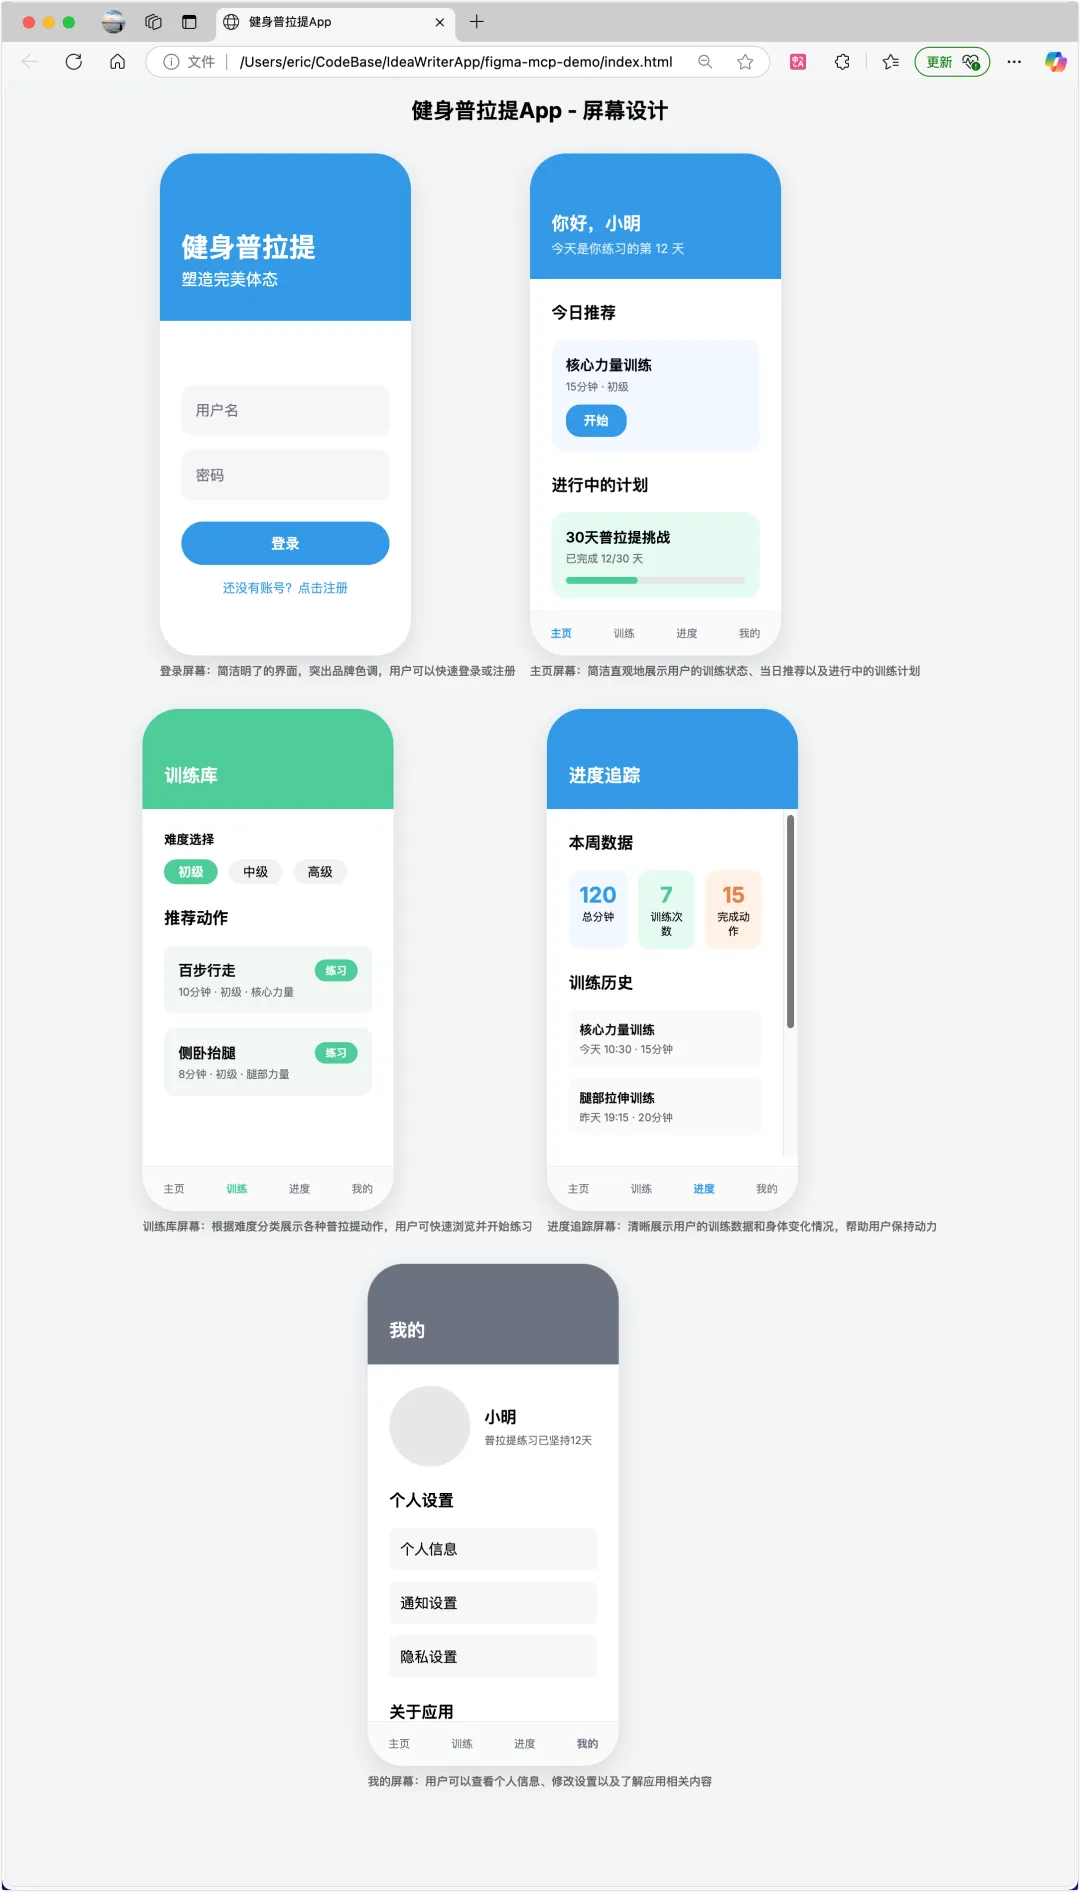 健身普拉提App
文件
/Users/eric/CodeBase/IdeaWriterApp/figma-mcp-demo/index.html
更新
健身普拉提App - 屏幕设计
健身普拉提
塑造完美体态
用户名
密码
登录
还没有账号？点击注册
登录屏幕：简洁明了的界面，突出品牌色调，用户可以快速登录或注册
你好，小明
今天是你练习的第 12 天
今日推荐
核心力量训练
15分钟 · 初级
开始
进行中的计划
30天普拉提挑战
已完成 12/30 天
主页
训练
进度
我的
主页屏幕：简洁直观地展示用户的训练状态、当日推荐以及进行中的训练计划
训练库
难度选择
初级
中级
高级
推荐动作
百步行走
练习
10分钟 · 初级 · 核心力量
侧卧抬腿
练习
8分钟 · 初级 · 腿部力量
主页
训练
进度
我的
训练库屏幕：根据难度分类展示各种普拉提动作，用户可快速浏览并开始练习
进度追踪
本周数据
120
总分钟
7
训练次
数
15
完成动
作
训练历史
核心力量训练
今天 10:30 · 15分钟
腿部拉伸训练
昨天 19:15 · 20分钟
主页
训练
进度
我的
进度追踪屏幕：清晰展示用户的训练数据和身体变化情况，帮助用户保持动力
我的
小明
普拉提练习已坚持12天
个人设置
个人信息
通知设置
隐私设置
关于应用
主页
训练
进度
我的
我的屏幕：用户可以查看个人信息、修改设置以及了解应用相关内容